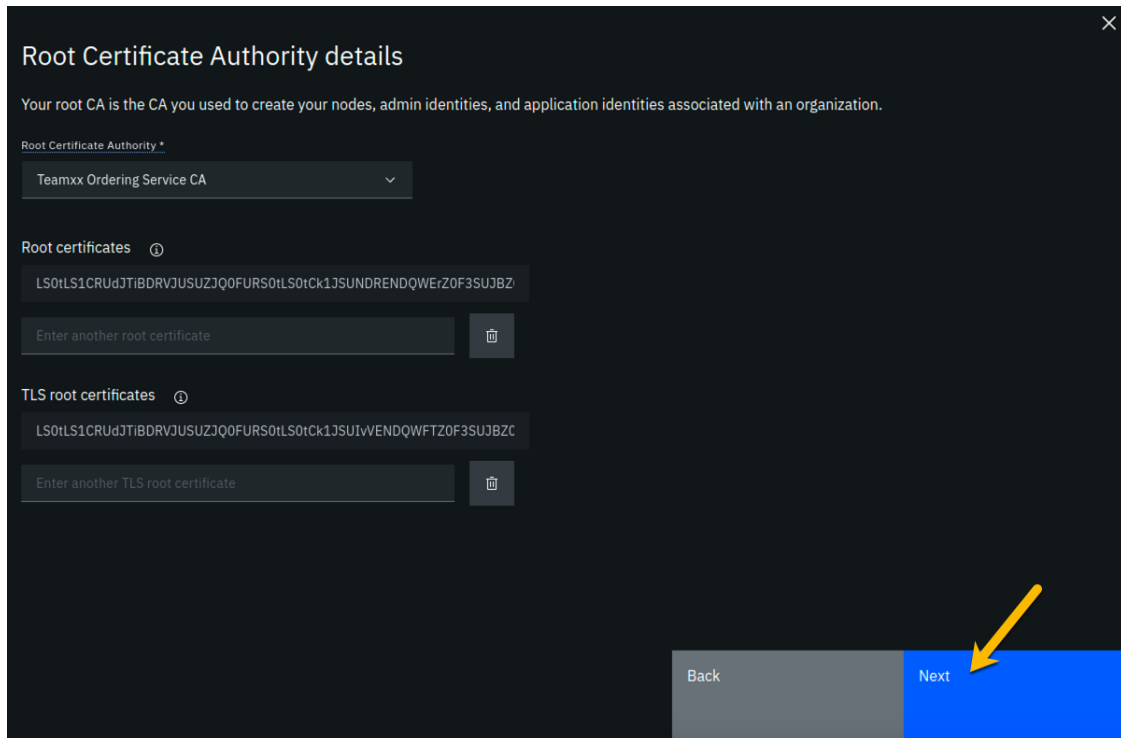 Root Certificate Authority details
Your root CA is the CA you used to create your nodes, admin identities, and application identities associated with an organization.
Root Certificate Authority *
Teamxx Ordering Service CA
Root certificates
LS0tLS1CRUdJTiBDRVJUSUZJQ0FURS0tLS0tCk1JSUNDRENDQWErZ0F3SUJBZ
Enter another root certificate
TLS root certificates
LS0tLS1CRUdJTiBDRVJUSUZJQ0FURS0tLS0tCk1JSUIvVENDQWFTZ0F3SUJBZ
Enter another TLS root certificate
Back
Next